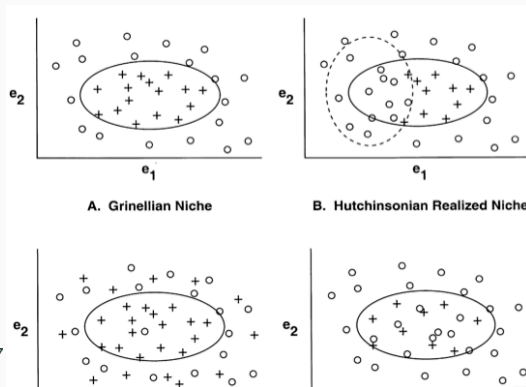 e2
e1
A. Grinellian Niche
e2
e1
B. Hutchinsonian Realized Niche
e2
e2